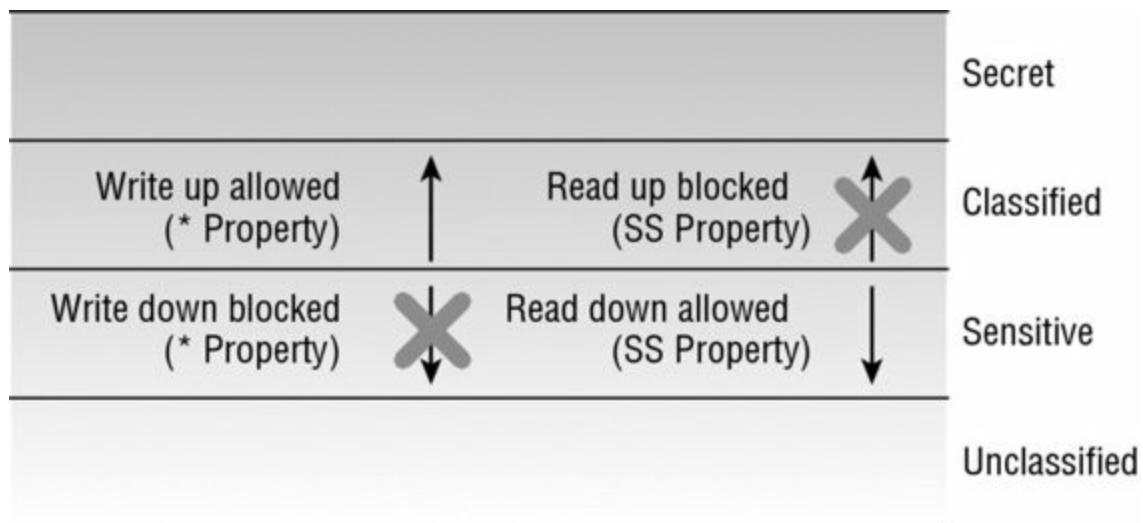 Secret
Write up allowed
(* Property)
Read up blocked
(SS Property)
Classified
Write down blocked
(* Property)
Read down allowed
(SS Property)
Sensitive
Unclassified